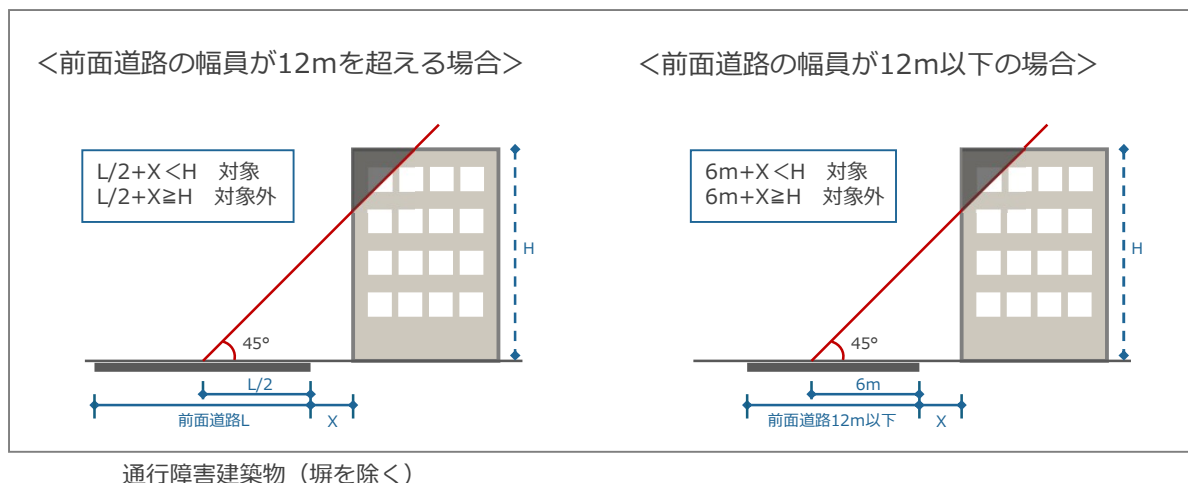 <前面道路の幅員が12mを超える場合>
L/2+X<H 対象
L/2+X≧H 対象外
H
45°
L/2
前面道路L
X
<前面道路の幅員が12m以下の場合>
6m+X<H 対象
6m+X≧H 対象外
H
45°
6m
前面道路12m以下
X
通行障害建築物（塀を除く）